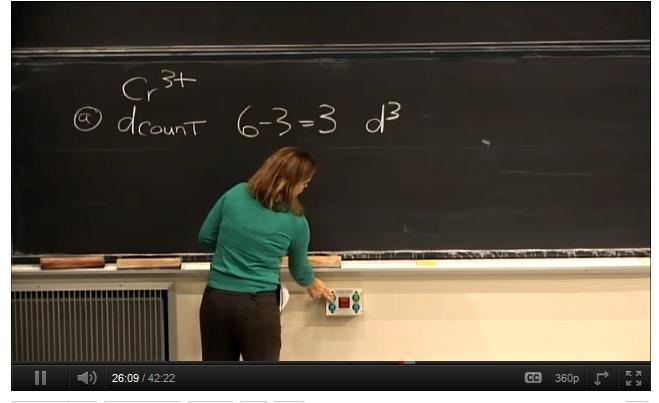 Cr³⁺
ⓐ dcount 6-3=3 d³
26:09 / 42:22 CC 360p